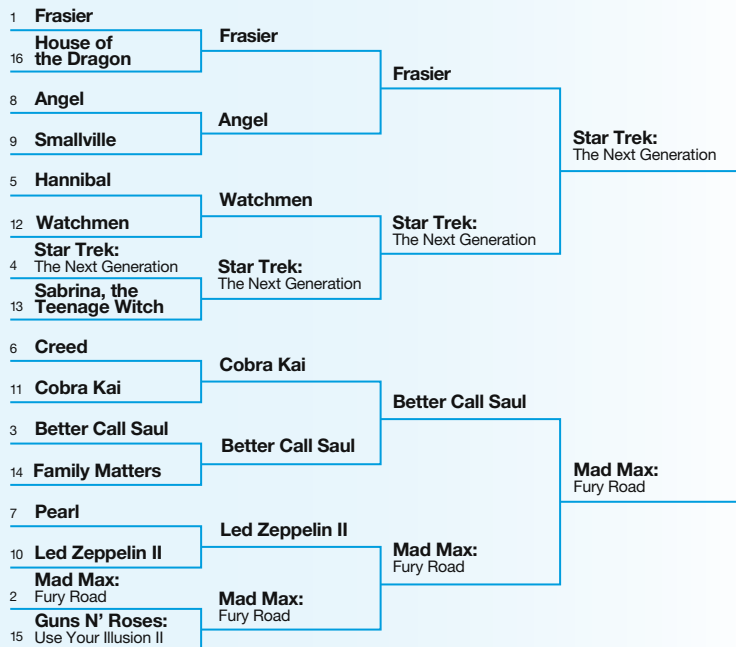 1 Frasier
16 House of
the Dragon
8 Angel
9 Smallville
5 Hannibal
12 Watchmen
4 Star Trek:
The Next Generation
13 Sabrina, the
Teenage Witch
6 Creed
11 Cobra Kai
3 Better Call Saul
14 Family Matters
7 Pearl
10 Led Zeppelin II
2 Mad Max:
Fury Road
15 Guns N’ Roses:
Use Your Illusion II
Frasier
Angel
Watchmen
Star Trek:
The Next Generation
Cobra Kai
Better Call Saul
Led Zeppelin II
Mad Max:
Fury Road
Frasier
Star Trek:
The Next Generation
Better Call Saul
Mad Max:
Fury Road
Star Trek:
The Next Generation
Mad Max:
Fury Road